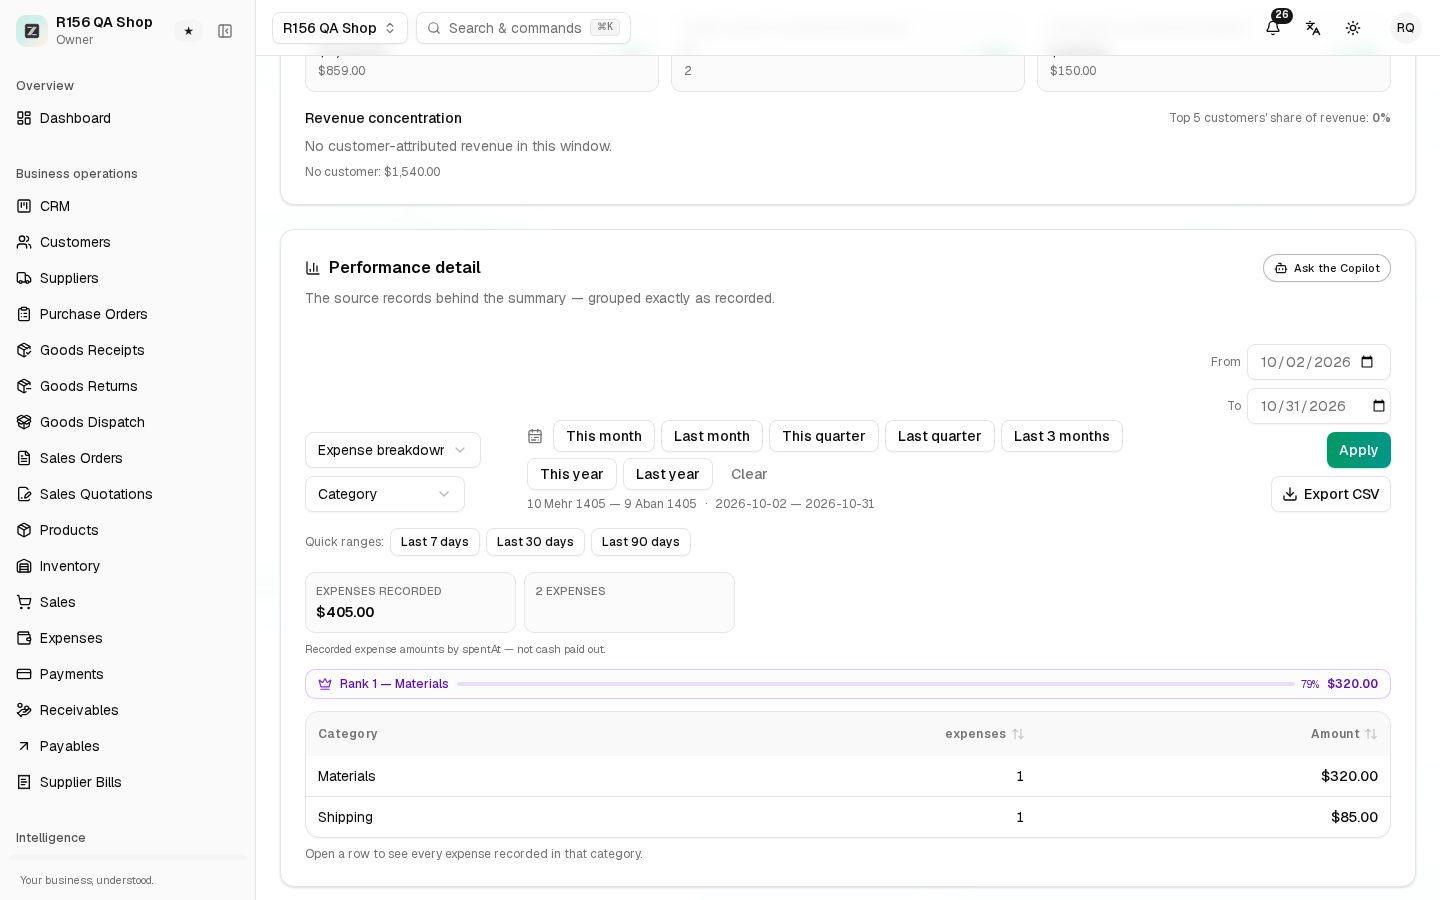 R156 QA Shop
Owner
Overview
Dashboard
Business operations
CRM
Customers
Suppliers
Purchase Orders
Goods Receipts
Goods Returns
Goods Dispatch
Sales Orders
Sales Quotations
Products
Inventory
Sales
Expenses
Payments
Receivables
Payables
Supplier Bills
Intelligence
Your business, understood.
R156 QA Shop
Search & commands ⌘K
26
RQ
$859.00
2
$150.00
Revenue concentration
Top 5 customers' share of revenue: 0%
No customer-attributed revenue in this window.
No customer: $1,540.00
Performance detail
Ask the Copilot
The source records behind the summary — grouped exactly as recorded.
From 10/02/2026
To 10/31/2026
Expense breakdown
Category
This month Last month This quarter Last quarter Last 3 months
This year Last year Clear
10 Mehr 1405 — 9 Aban 1405 · 2026-10-02 — 2026-10-31
Apply
Export CSV
Quick ranges: Last 7 days Last 30 days Last 90 days
EXPENSES RECORDED
$405.00
2 EXPENSES
Recorded expense amounts by spentAt — not cash paid out.
Rank 1 — Materials 79% $320.00
Category expenses Amount
Materials 1 $320.00
Shipping 1 $85.00
Open a row to see every expense recorded in that category.